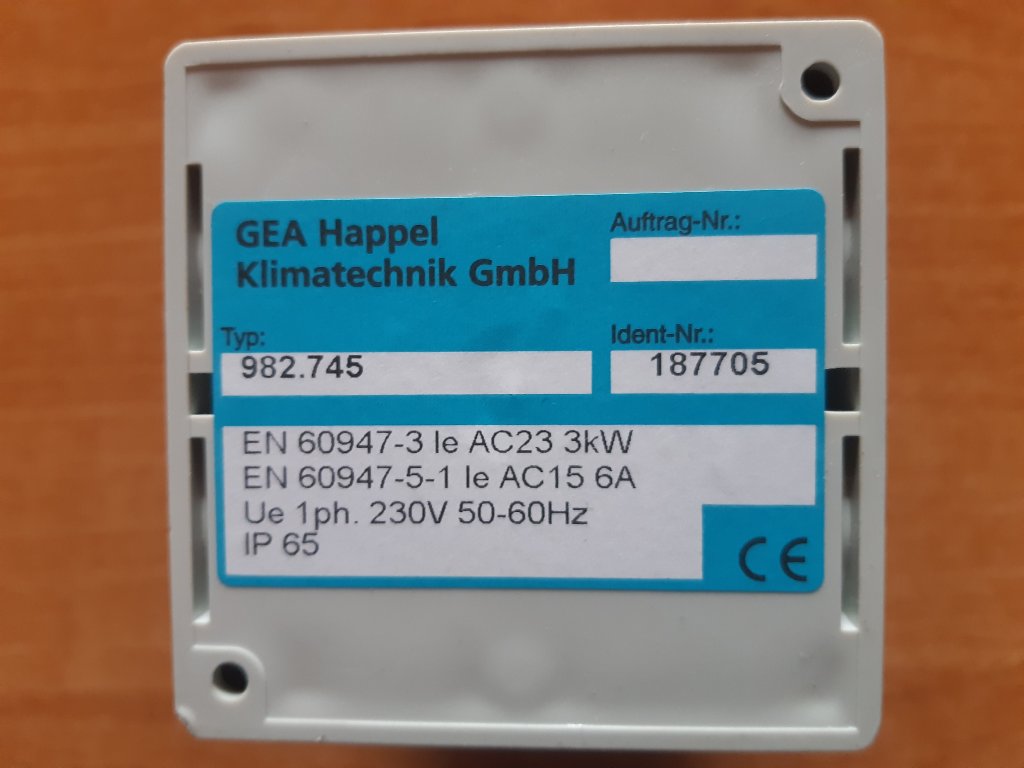 GEA Happel
Klimatechnik GmbH
Auftrag-Nr.:
Typ:
982.745
Ident-Nr.:
187705
EN 60947-3 Ie AC23 3kW
EN 60947-5-1 Ie AC15 6A
Ue 1ph. 230V 50-60Hz
IP 65
CE